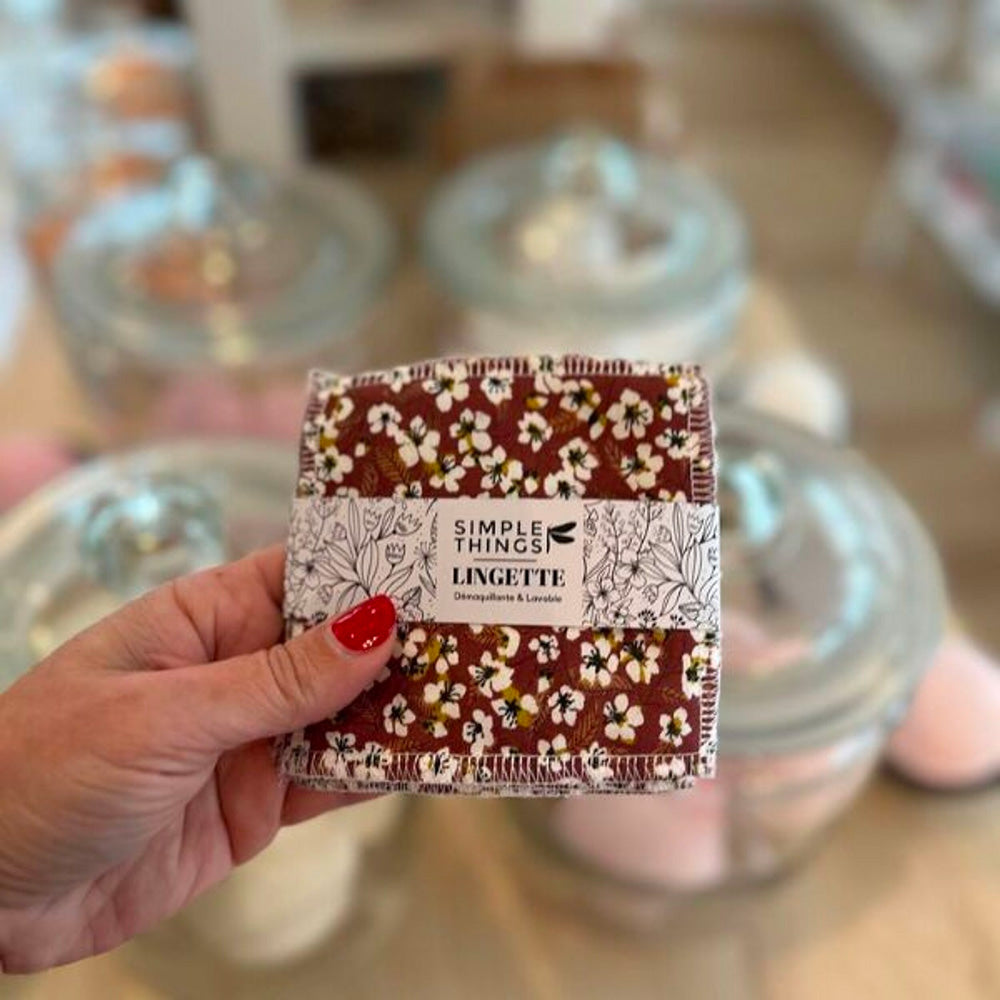 SIMPLE
THINGS
LINGETTE
Démaquillante & Lavable